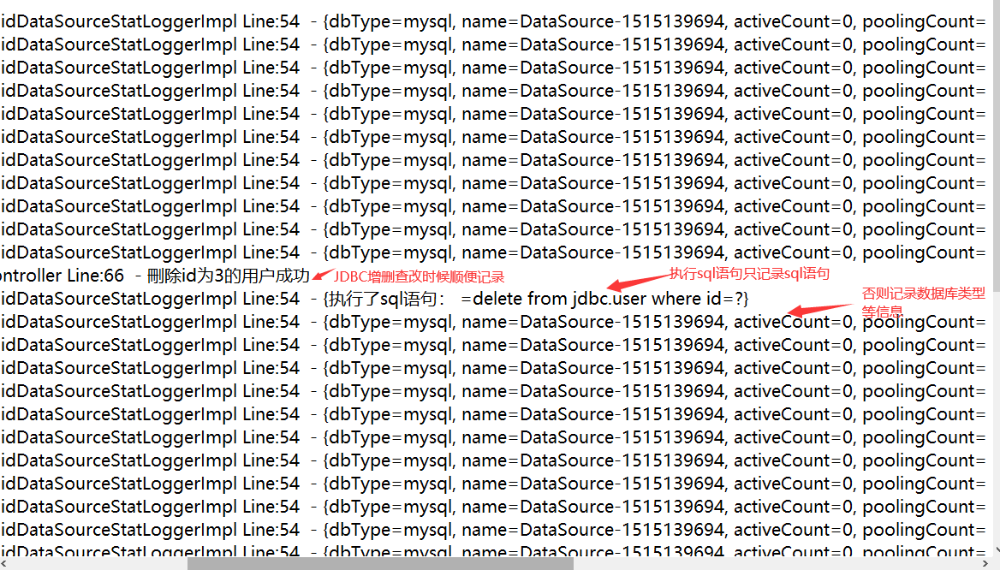 idDataSourceStatLoggerImpl Line:54 - {dbType=mysql, name=DataSource-1515139694, activeCount=0, poolingCount=
idDataSourceStatLoggerImpl Line:54 - {dbType=mysql, name=DataSource-1515139694, activeCount=0, poolingCount=
idDataSourceStatLoggerImpl Line:54 - {dbType=mysql, name=DataSource-1515139694, activeCount=0, poolingCount=
idDataSourceStatLoggerImpl Line:54 - {dbType=mysql, name=DataSource-1515139694, activeCount=0, poolingCount=
idDataSourceStatLoggerImpl Line:54 - {dbType=mysql, name=DataSource-1515139694, activeCount=0, poolingCount=
idDataSourceStatLoggerImpl Line:54 - {dbType=mysql, name=DataSource-1515139694, activeCount=0, poolingCount=
idDataSourceStatLoggerImpl Line:54 - {dbType=mysql, name=DataSource-1515139694, activeCount=0, poolingCount=
idDataSourceStatLoggerImpl Line:54 - {dbType=mysql, name=DataSource-1515139694, activeCount=0, poolingCount=
idDataSourceStatLoggerImpl Line:54 - {dbType=mysql, name=DataSource-1515139694, activeCount=0, poolingCount=
idDataSourceStatLoggerImpl Line:54 - {dbType=mysql, name=DataSource-1515139694, activeCount=0, poolingCount=
idDataSourceStatLoggerImpl Line:54 - {dbType=mysql, name=DataSource-1515139694, activeCount=0, poolingCount=
ontroller Line:66 - 刪除id为3的用户成功
JDBC增删查改时候顺便记录
执行sql语句只记录sql语句
idDataSourceStatLoggerImpl Line:54 - {执行了sql语句： =delete from jdbc.user where id=?}
否则记录数据库类型
等信息
idDataSourceStatLoggerImpl Line:54 - {dbType=mysql, name=DataSource-1515139694, activeCount=0, poolingCount=
idDataSourceStatLoggerImpl Line:54 - {dbType=mysql, name=DataSource-1515139694, activeCount=0, poolingCount=
idDataSourceStatLoggerImpl Line:54 - {dbType=mysql, name=DataSource-1515139694, activeCount=0, poolingCount=
idDataSourceStatLoggerImpl Line:54 - {dbType=mysql, name=DataSource-1515139694, activeCount=0, poolingCount=
idDataSourceStatLoggerImpl Line:54 - {dbType=mysql, name=DataSource-1515139694, activeCount=0, poolingCount=
idDataSourceStatLoggerImpl Line:54 - {dbType=mysql, name=DataSource-1515139694, activeCount=0, poolingCount=
idDataSourceStatLoggerImpl Line:54 - {dbType=mysql, name=DataSource-1515139694, activeCount=0, poolingCount=
idDataSourceStatLoggerImpl Line:54 - {dbType=mysql, name=DataSource-1515139694, activeCount=0, poolingCount=
idDataSourceStatLoggerImpl Line:54 - {dbType=mysql, name=DataSource-1515139694, activeCount=0, poolingCount=
idDataSourceStatLoggerImpl Line:54 - {dbType=mysql, name=DataSource-1515139694, activeCount=0, poolingCount=
idDataSourceStatLoggerImpl Line:54 - {dbType=mysql, name=DataSource-1515139694, activeCount=0, poolingCount=